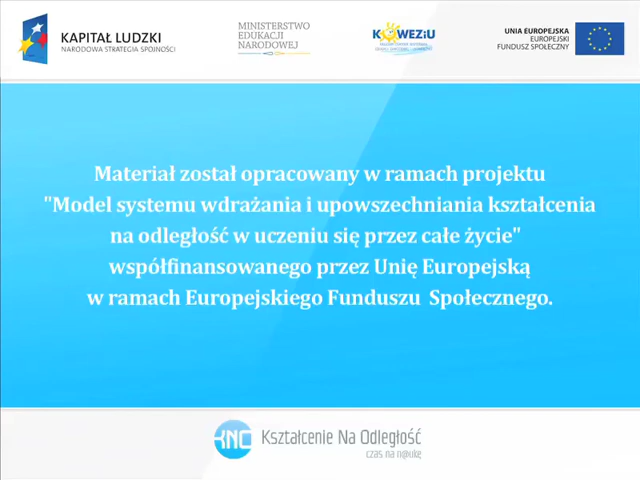 KAPITAŁ LUDZKI
NARODOWA STRATEGIA SPÓJNOŚCI
MINISTERSTWO
EDUKACJI
NARODOWEJ
KOWEZiU
UNIA EUROPEJSKA
EUROPEJSKI
FUNDUSZ SPOŁECZNY
Materiał został opracowany w ramach projektu
"Model systemu wdrażania i upowszechniania kształcenia
na odległość w uczeniu się przez całe życie"
współfinansowanego przez Unię Europejską
w ramach Europejskiego Funduszu Społecznego.
KNO Kształcenie Na Odległość
czas na n@ukę